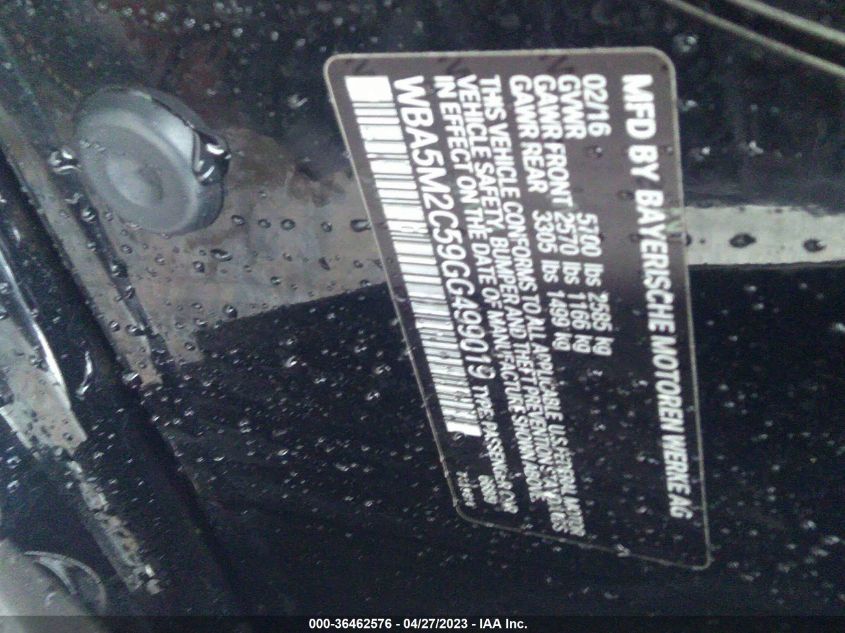 MFD BY BAYERISCHE MOTOREN WERKE AG
02/16
GVWR 5700 lbs 2585 kg
GAWR FRONT 2570 lbs 1166 kg
GAWR REAR 3305 lbs 1499 kg
THIS VEHICLE CONFORMS TO ALL APPLICABLE U.S. FEDERAL MOTOR
VEHICLE SAFETY, BUMPER AND THEFT PREVENTION STANDARDS
IN EFFECT ON THE DATE OF MANUFACTURE SHOWN ABOVE.
WBA5M2C59GG499019 TYPE: PASSENGER CAR
000-36462576 - 04/27/2023 - IAA Inc.